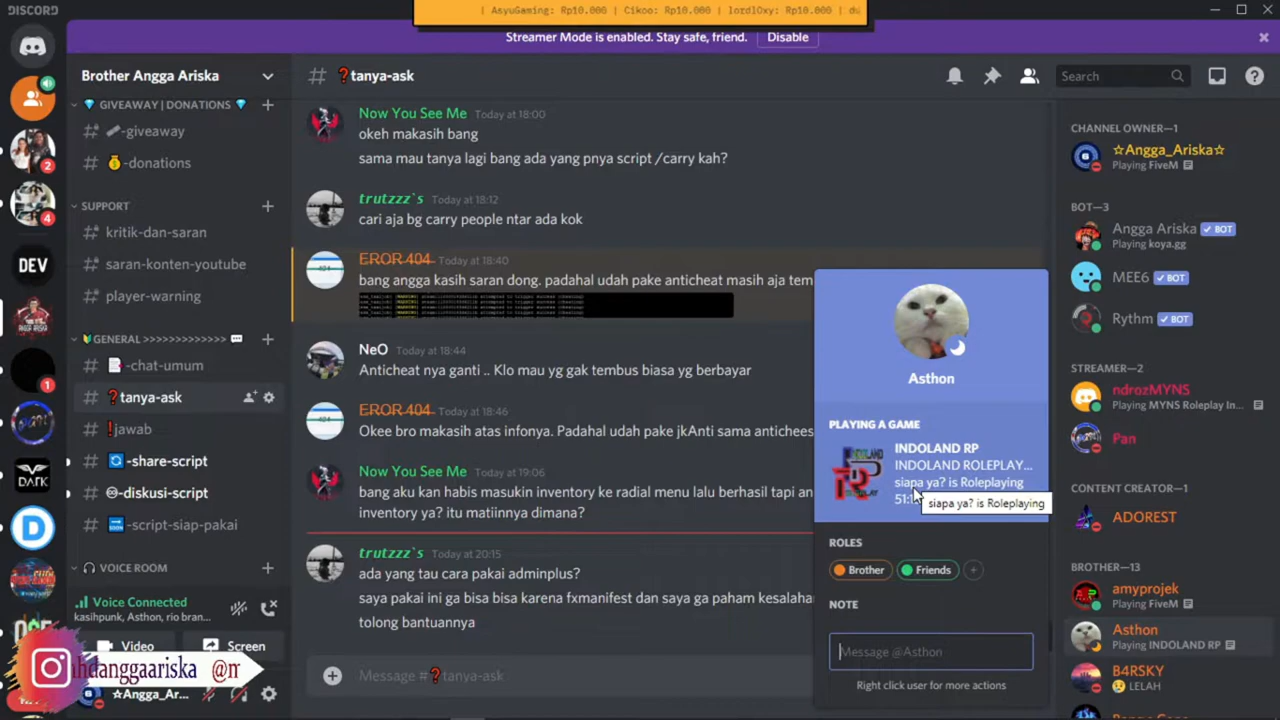 DISCORD
( AsyuGaming: Rp10.000 | Cikoo: Rp10.000 | lordlOxy: Rp10.000 | du
Streamer Mode is enabled. Stay safe, friend.
Disable
Brother Angga Ariska
GIVEAWAY | DONATIONS
-giveaway
-donations
SUPPORT
kritik-dan-saran
saran-konten-youtube
player-warning
GENERAL >>>>>>>>>>>>>
-chat-umum
❓tanya-ask
❗jawab
-share-script
-diskusi-script
-script-siap-pakai
VOICE ROOM
Voice Connected
kasihpunk, Asthon, rio bran...
Video
Screen
hdanggaariska @m
☆Angga_Ar...
2
4
DEV
ANGGA ARISKA
1
DARK
# ❓tanya-ask
Search
Now You See Me Today at 18:00
okeh makasih bang
sama mau tanya lagi bang ada yang pnya script /carry kah?
trutzzz`s Today at 18:12
cari aja bg carry people ntar ada kok
EROR 404 Today at 18:40
bang angga kasih saran dong. padahal udah pake anticheat masih aja tem
NeO Today at 18:44
Anticheat nya ganti .. Klo mau yg gak tembus biasa yg berbayar
EROR 404 Today at 18:46
Okee bro makasih atas infonya. Padahal udah pake jkAnti sama antichees
Now You See Me Today at 19:06
bang aku kan habis masukin inventory ke radial menu lalu berhasil tapi an
inventory ya? itu matiinnya dimana?
trutzzz`s Today at 20:15
ada yang tau cara pakai adminplus?
saya pakai ini ga bisa bisa karena fxmanifest dan saya ga paham kesalaha
tolong bantuannya
Message # ❓tanya-ask
Asthon
PLAYING A GAME
INDOLAND RP
INDOLAND ROLEPLAY...
siapa ya? is Roleplaying
51:1
siapa ya? is Roleplaying
ROLES
Brother
Friends
NOTE
Message @Asthon
Right click user for more actions
CHANNEL OWNER—1
☆Angga_Ariska☆
Playing FiveM
BOT—3
Angga Ariska BOT
Playing koya.gg
MEE6 BOT
Rythm BOT
STREAMER—2
ndrozMYNS
Playing MYNS Roleplay In...
Pan
CONTENT CREATOR—1
ADOREST
BROTHER—13
amyprojek
Playing FiveM
Asthon
Playing INDOLAND RP
B4RSKY
LELAH